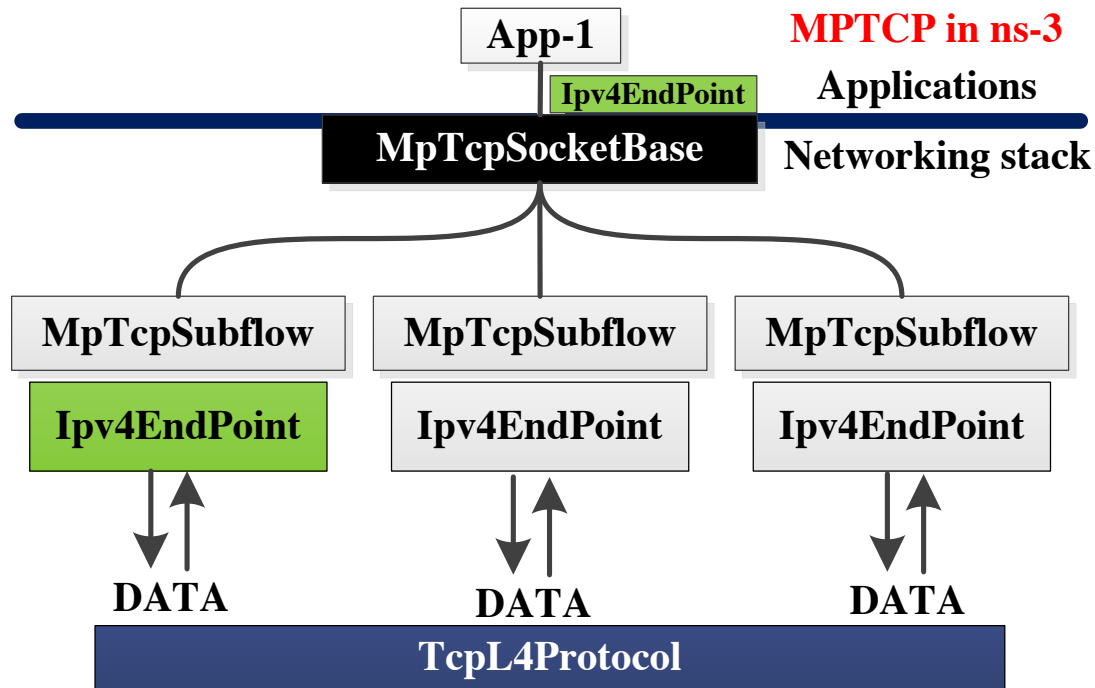 App-1
MPTCP in ns-3
Applications
Ipv4EndPoint
MpTcpSocketBase
Networking stack
MpTcpSubflow
MpTcpSubflow
MpTcpSubflow
Ipv4EndPoint
Ipv4EndPoint
Ipv4EndPoint
DATA
DATA
DATA
TcpL4Protocol